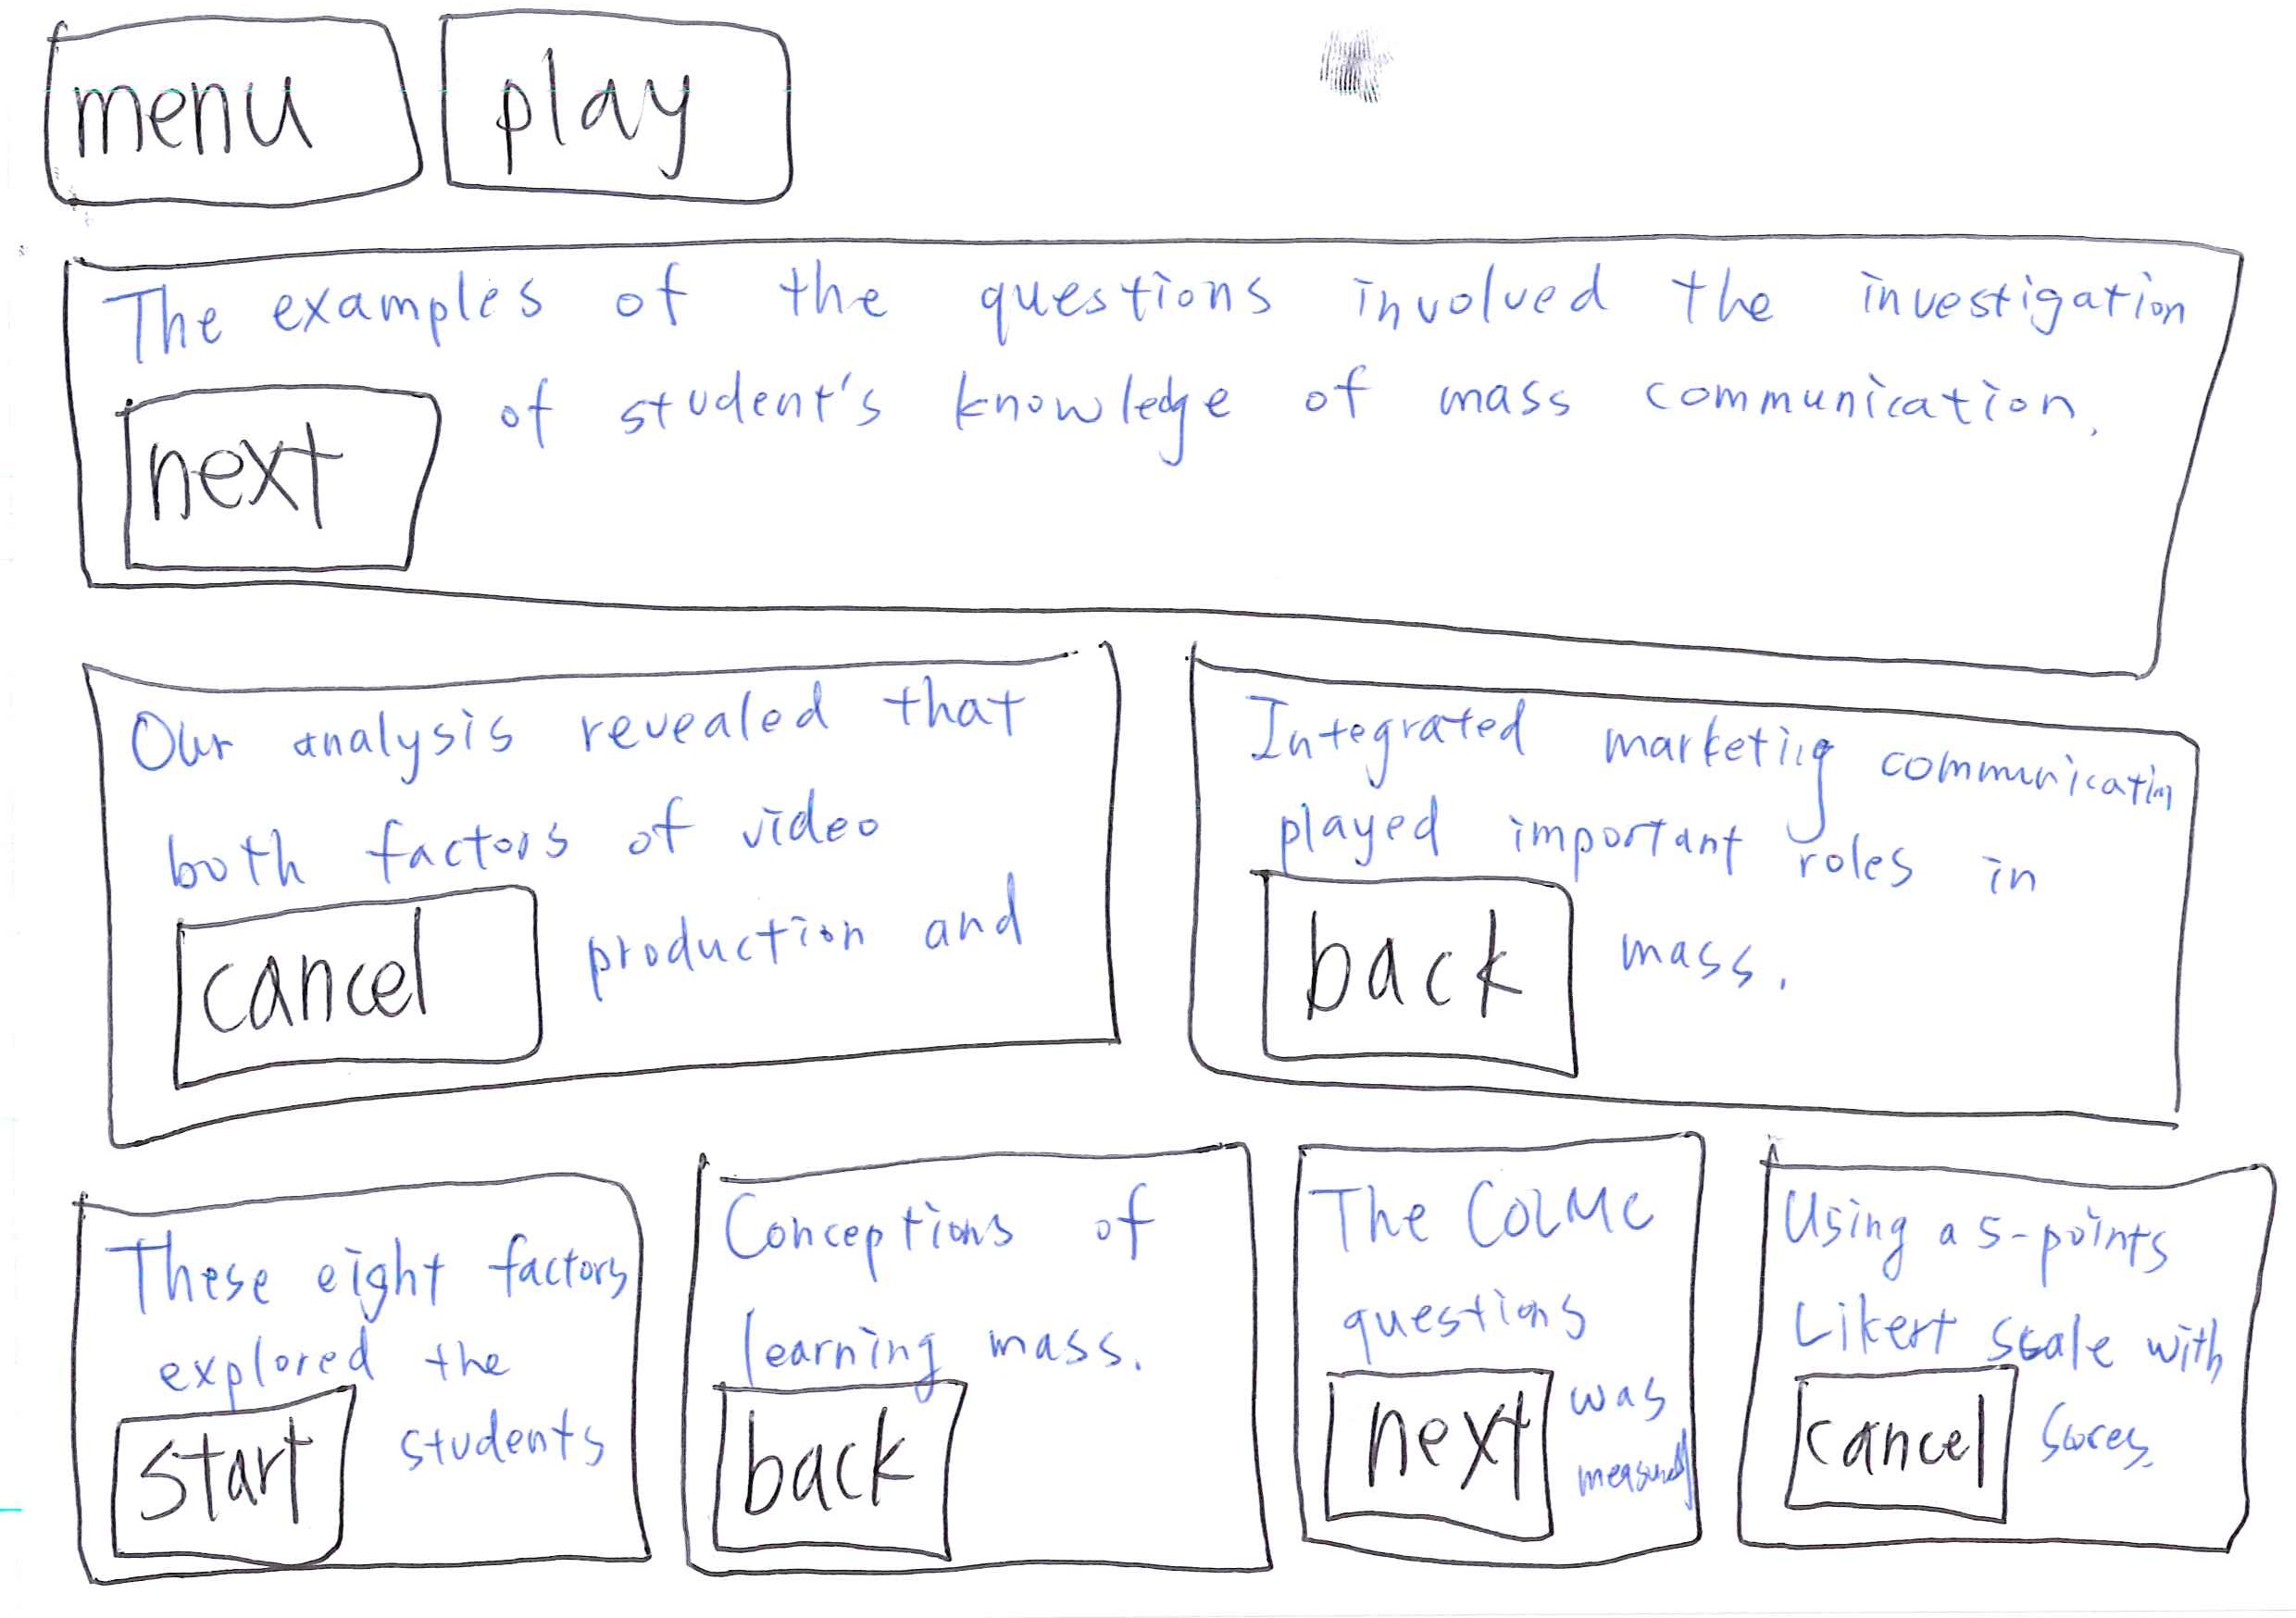 menu play
The examples of the questions involved the investigation
of student's knowledge of mass communication.
next
Our analysis revealed that
both factors of video
production and
cancel
Integrated marketing communication
played important roles in
mass.
back
These eight factors
explored the
students
start
Conceptions of
learning mass.
back
The COLMC
questions
was
measured
next
Using a 5-points
Likert scale with
scores.
cancel